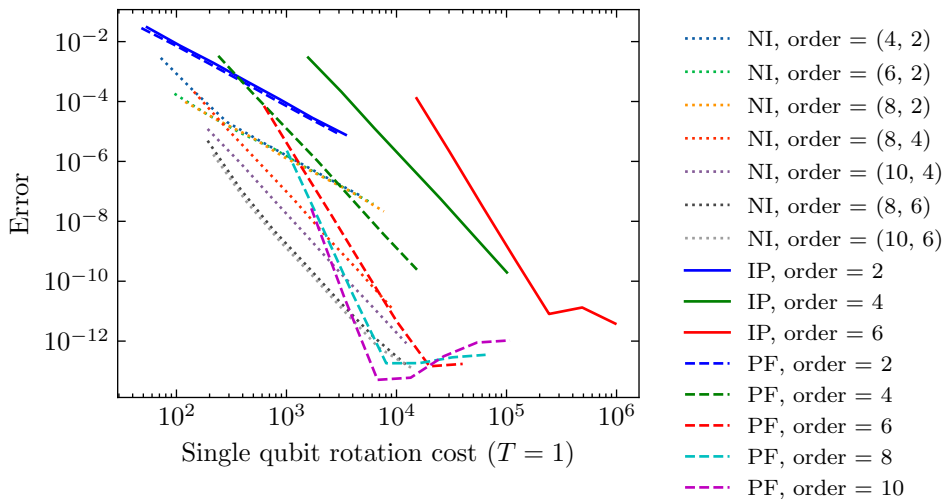 Error
10^{-2}
10^{-4}
10^{-6}
10^{-8}
10^{-10}
10^{-12}
10^2
10^3
10^4
10^5
10^6
Single qubit rotation cost (T = 1)
NI, order = (4, 2)
NI, order = (6, 2)
NI, order = (8, 2)
NI, order = (8, 4)
NI, order = (10, 4)
NI, order = (8, 6)
NI, order = (10, 6)
IP, order = 2
IP, order = 4
IP, order = 6
PF, order = 2
PF, order = 4
PF, order = 6
PF, order = 8
PF, order = 10